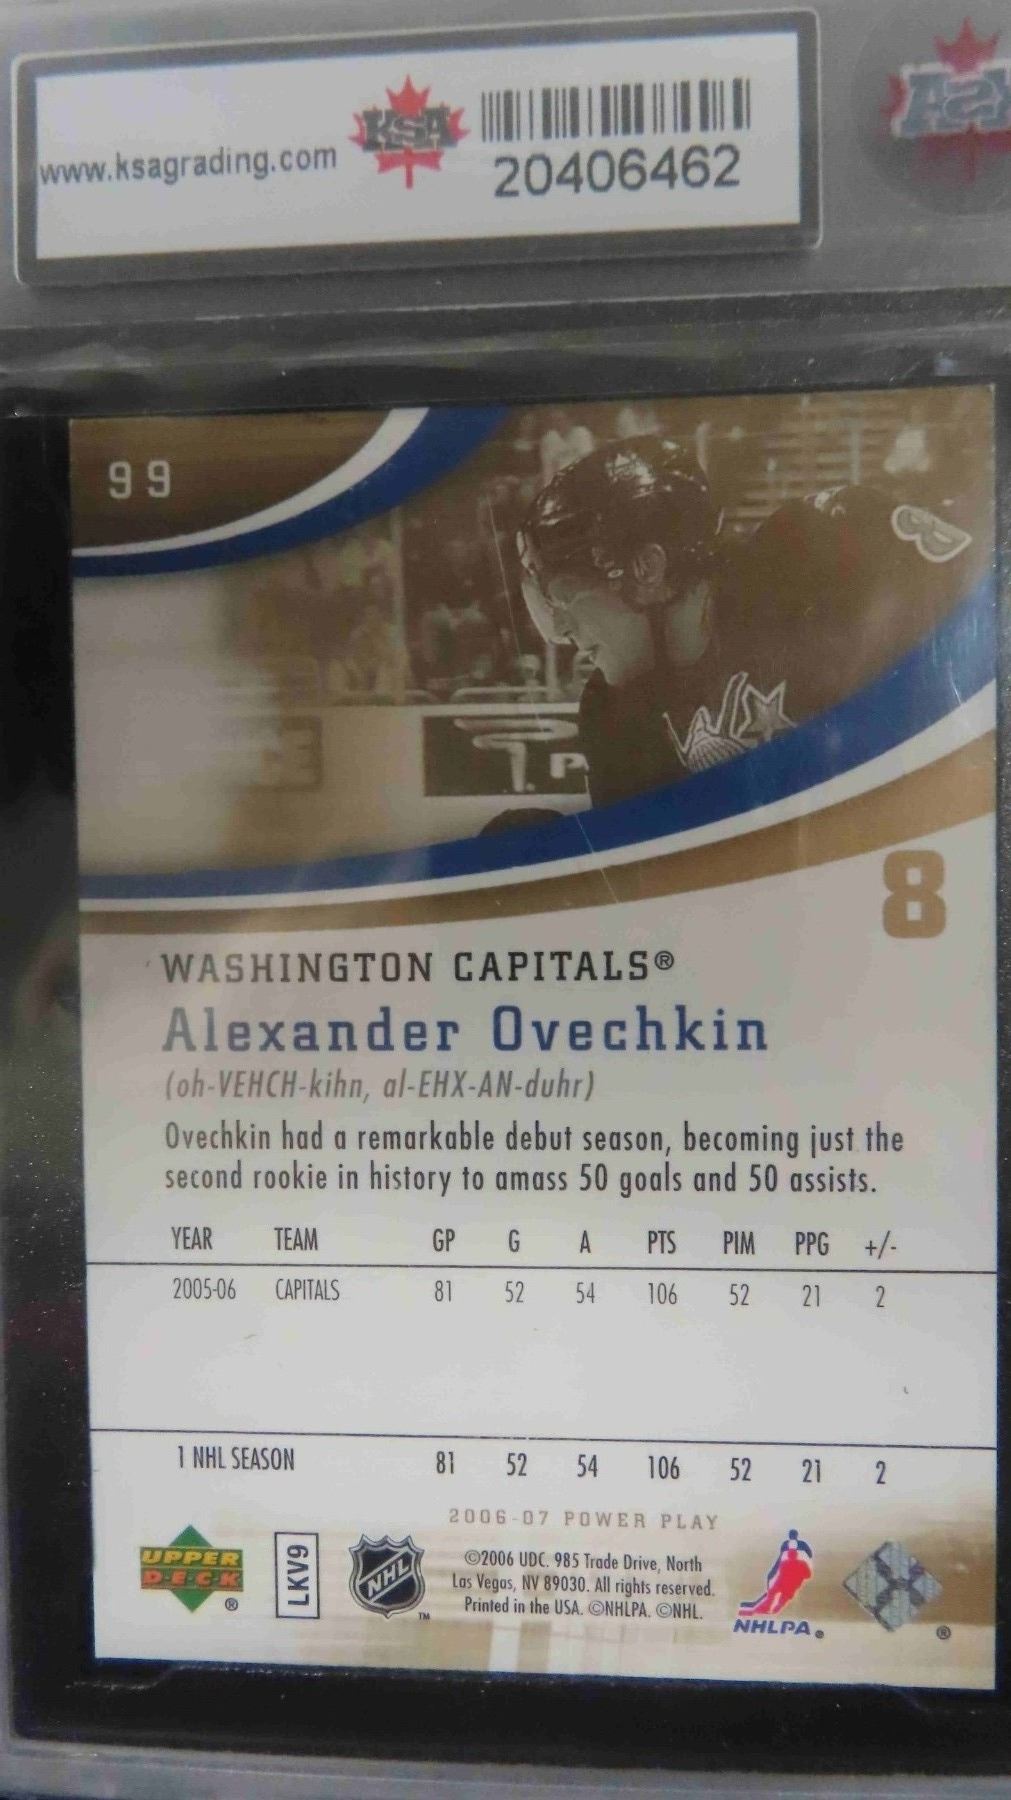 www.ksagrading.com
KSA
20406462
99
8
WASHINGTON CAPITALS®
Alexander Ovechkin
(oh-VEHCH-kihn, al-EHX-AN-duhr)
Ovechkin had a remarkable debut season, becoming just the
second rookie in history to amass 50 goals and 50 assists.
YEAR TEAM GP G A PTS PIM PPG +/-
2005-06 CAPITALS 81 52 54 106 52 21 2
1 NHL SEASON 81 52 54 106 52 21 2
2006-07 POWER PLAY
UPPER
DECK®
LKV9
NHL™
©2006 UDC. 985 Trade Drive, North
Las Vegas, NV 89030. All rights reserved.
Printed in the USA. ©NHLPA. ©NHL.
NHLPA®
®